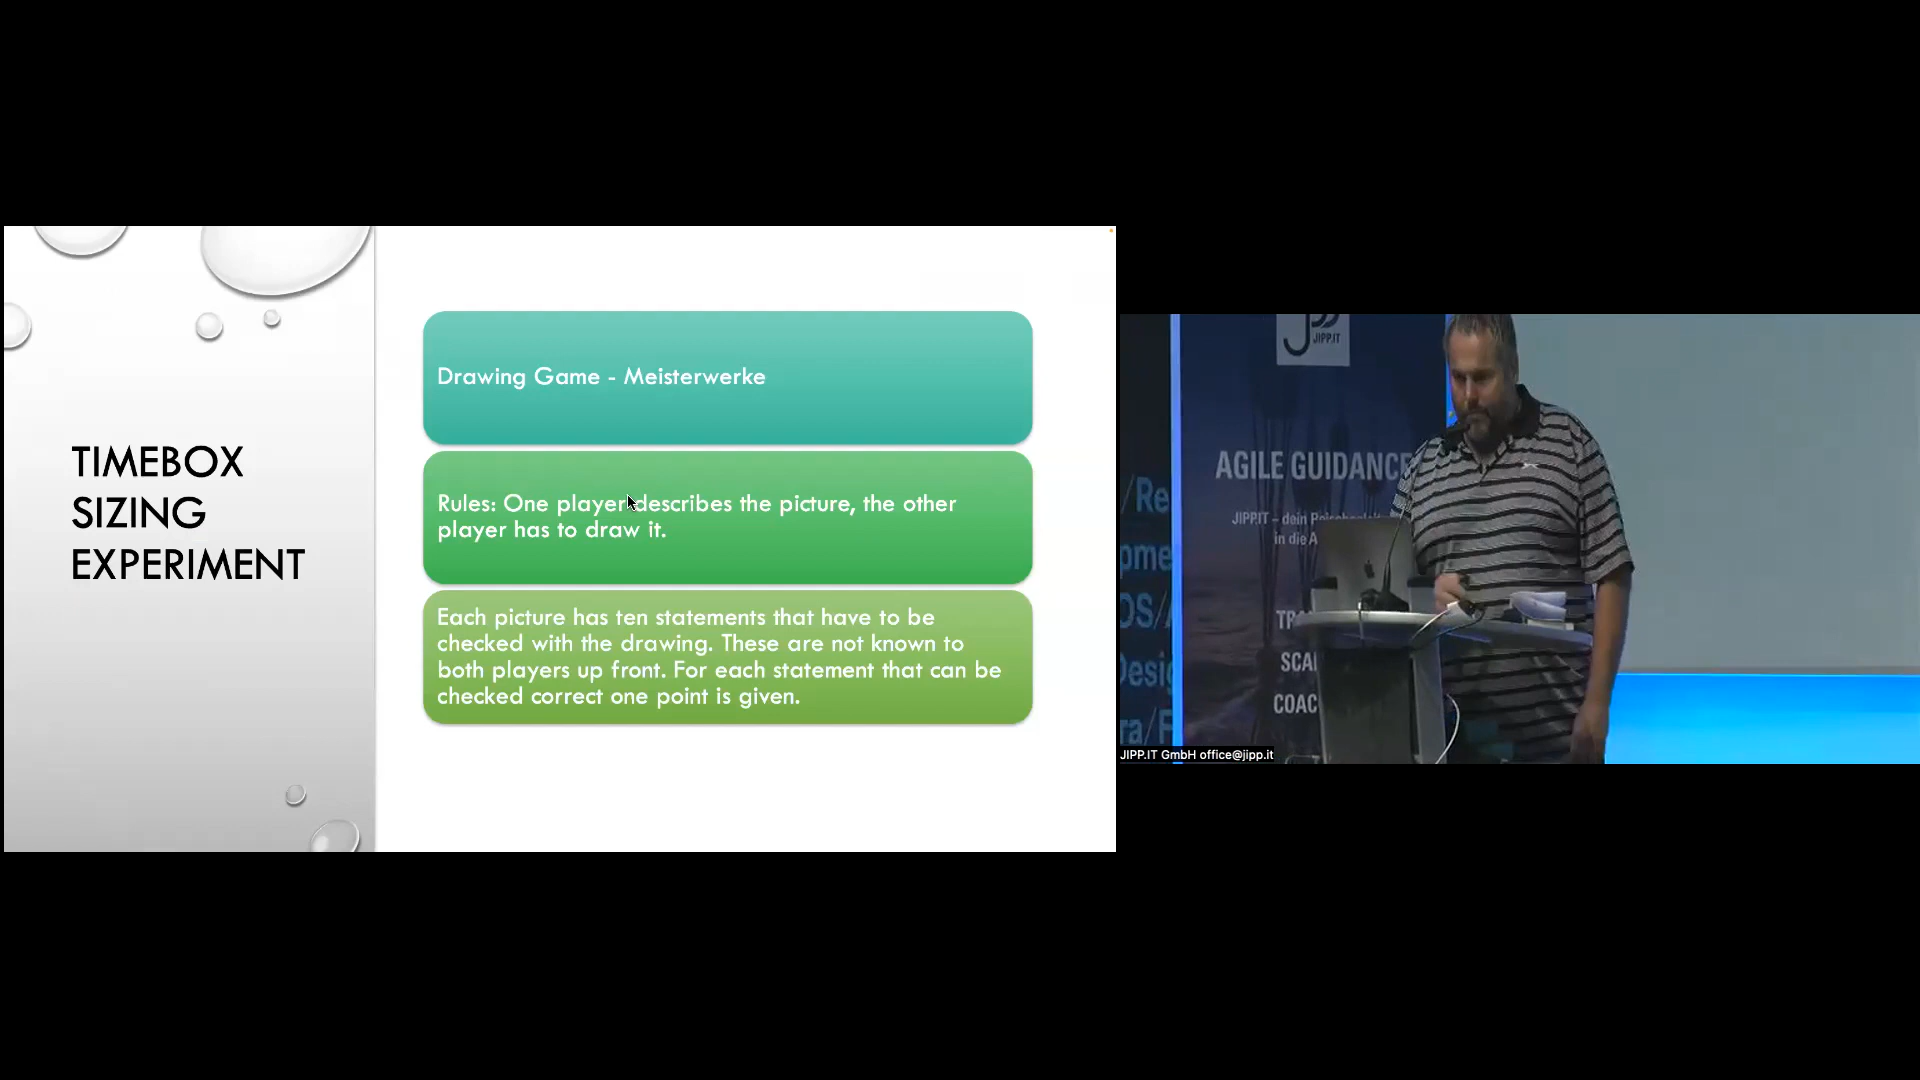 TIMEBOX
SIZING
EXPERIMENT
Drawing Game - Meisterwerke
Rules: One player describes the picture, the other
player has to draw it.
Each picture has ten statements that have to be
checked with the drawing. These are not known to
both players up front. For each statement that can be
checked correct one point is given.
JIPP.IT
AGILE GUIDANCE
JIPP.IT – dein
in die
JIPP.IT GmbH office@jipp.it